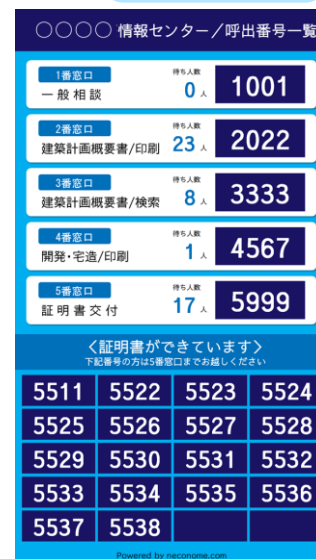 ○○○○ 情報センター/呼出番号一覧
1番窓口
一般相談
待ち人数
0 人
1001
2番窓口
建築計画概要書/印刷
待ち人数
23 人
2022
3番窓口
建築計画概要書/検索
待ち人数
8 人
3333
4番窓口
開発・宅造/印刷
待ち人数
1 人
4567
5番窓口
証明書交付
待ち人数
17 人
5999
〈証明書ができています〉
下記番号の方は5番窓口までお越しください
5511 5522 5523 5524
5525 5526 5527 5528
5529 5530 5531 5532
5533 5534 5535 5536
5537 5538
Powered by neconome.com